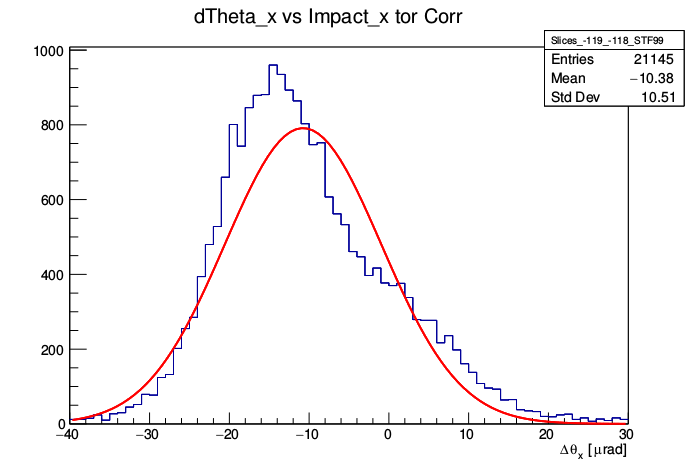 dTheta_x vs Impact_x tor Corr
Slices_-119_-118_STF99
Entries 21145
Mean −10.38
Std Dev 10.51
1000
800
600
400
200
0
−40 −30 −20 −10 0 10 20 30
Δθx [μrad]